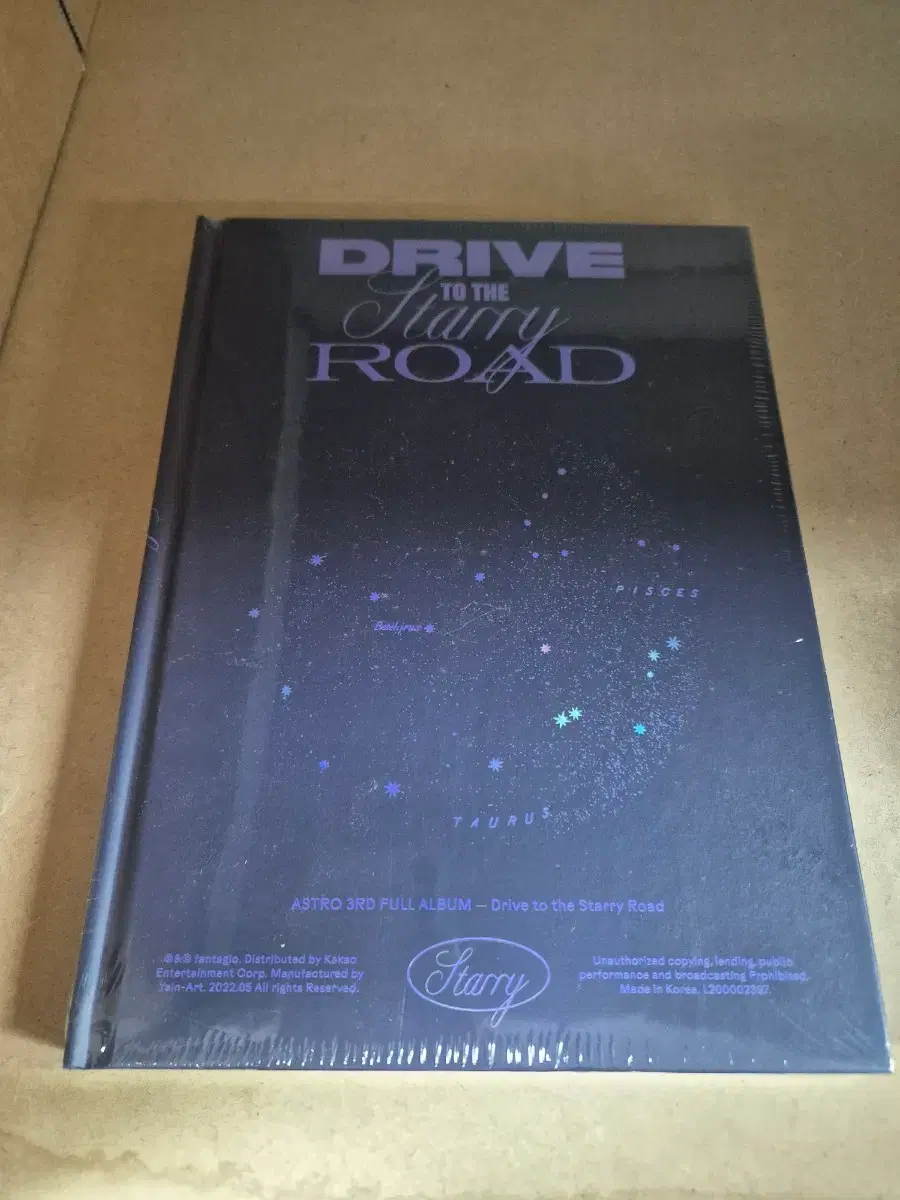 DRIVE
TO THE
Starry
ROAD
PISCES
TAURUS
ASTRO 3RD FULL ALBUM — Drive to the Starry Road
Ⓟ&© fantagio. Distributed by Kakao
Entertainment Corp. Manufactured by
Yain-Art. 2022.05 All rights Reserved.
Starry
Unauthorized copying, lending, public
performance and broadcasting Prohibited.
Made in Korea. L200002397.